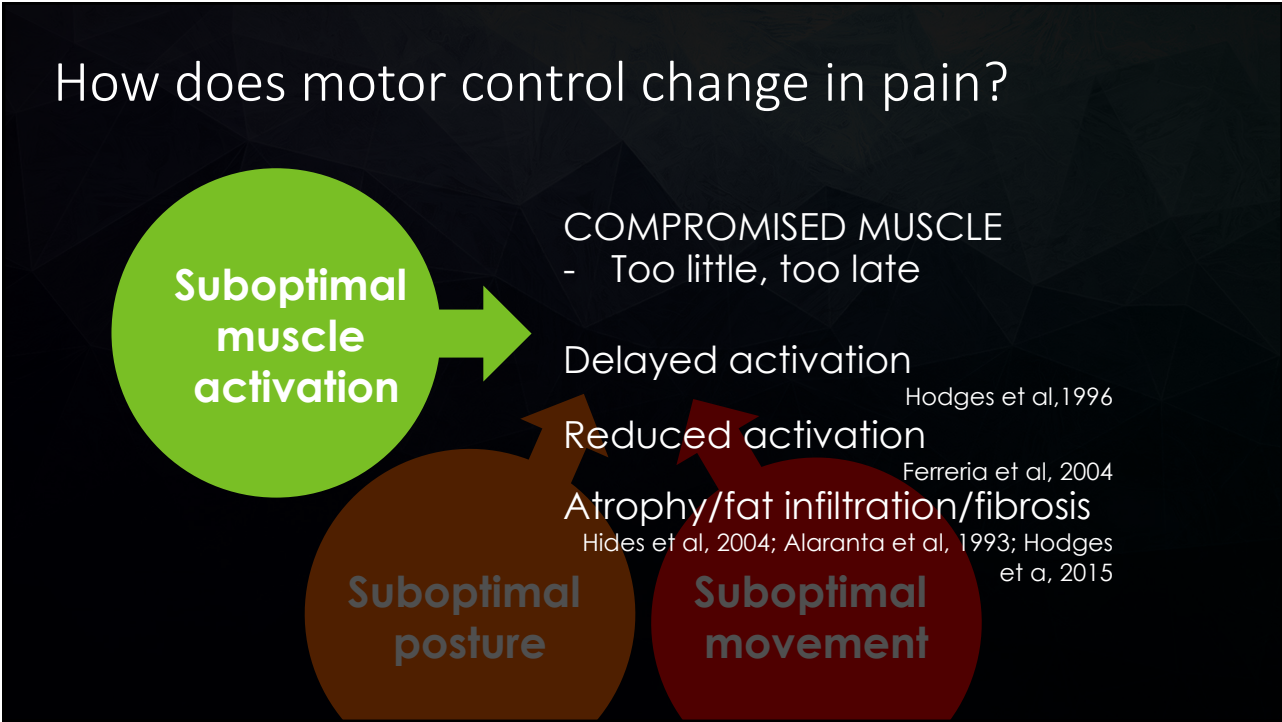 How does motor control change in pain?
Suboptimal
muscle
activation
COMPROMISED MUSCLE
- Too little, too late
Delayed activation
Hodges et al,1996
Reduced activation
Ferreria et al, 2004
Atrophy/fat infiltration/fibrosis
Hides et al, 2004; Alaranta et al, 1993; Hodges
et a, 2015
Suboptimal
posture
Suboptimal
movement